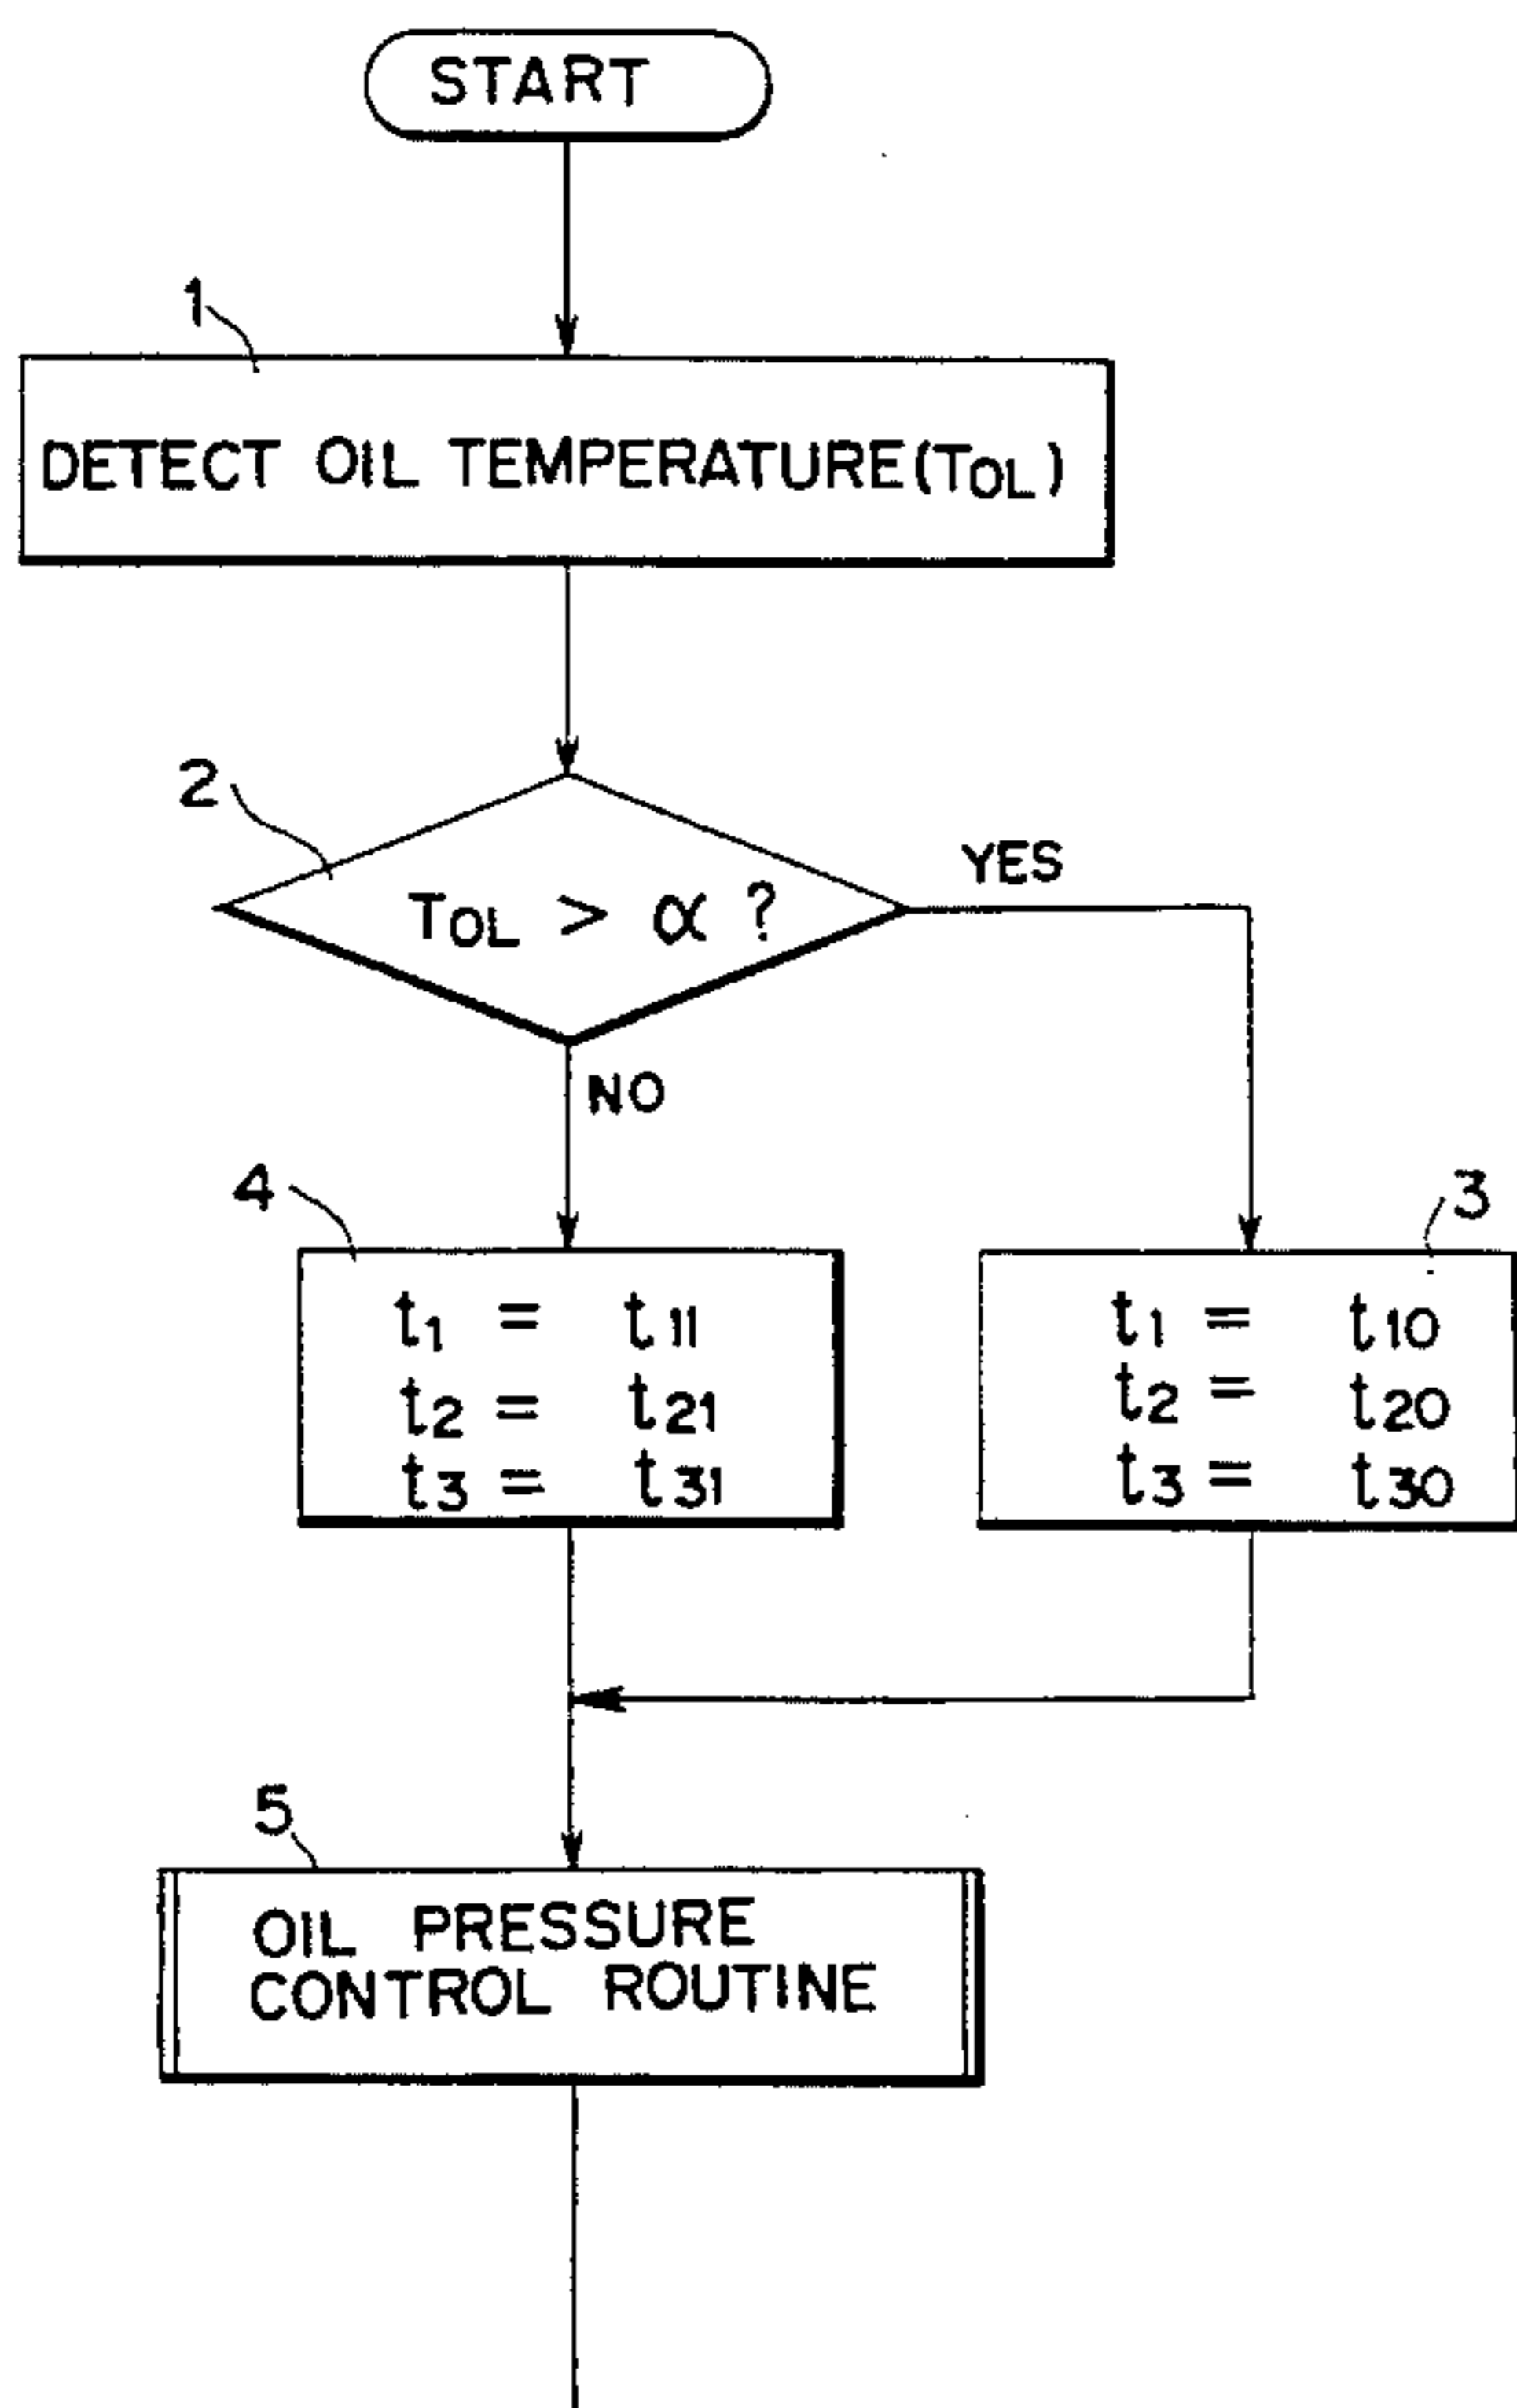 START
1
DETECT OIL TEMPERATURE(TOL)
2
TOL > α ?
YES
NO
4
t1 = t11
t2 = t21
t3 = t31
3
t1 = t10
t2 = t20
t3 = t30
5
OIL PRESSURE
CONTROL ROUTINE